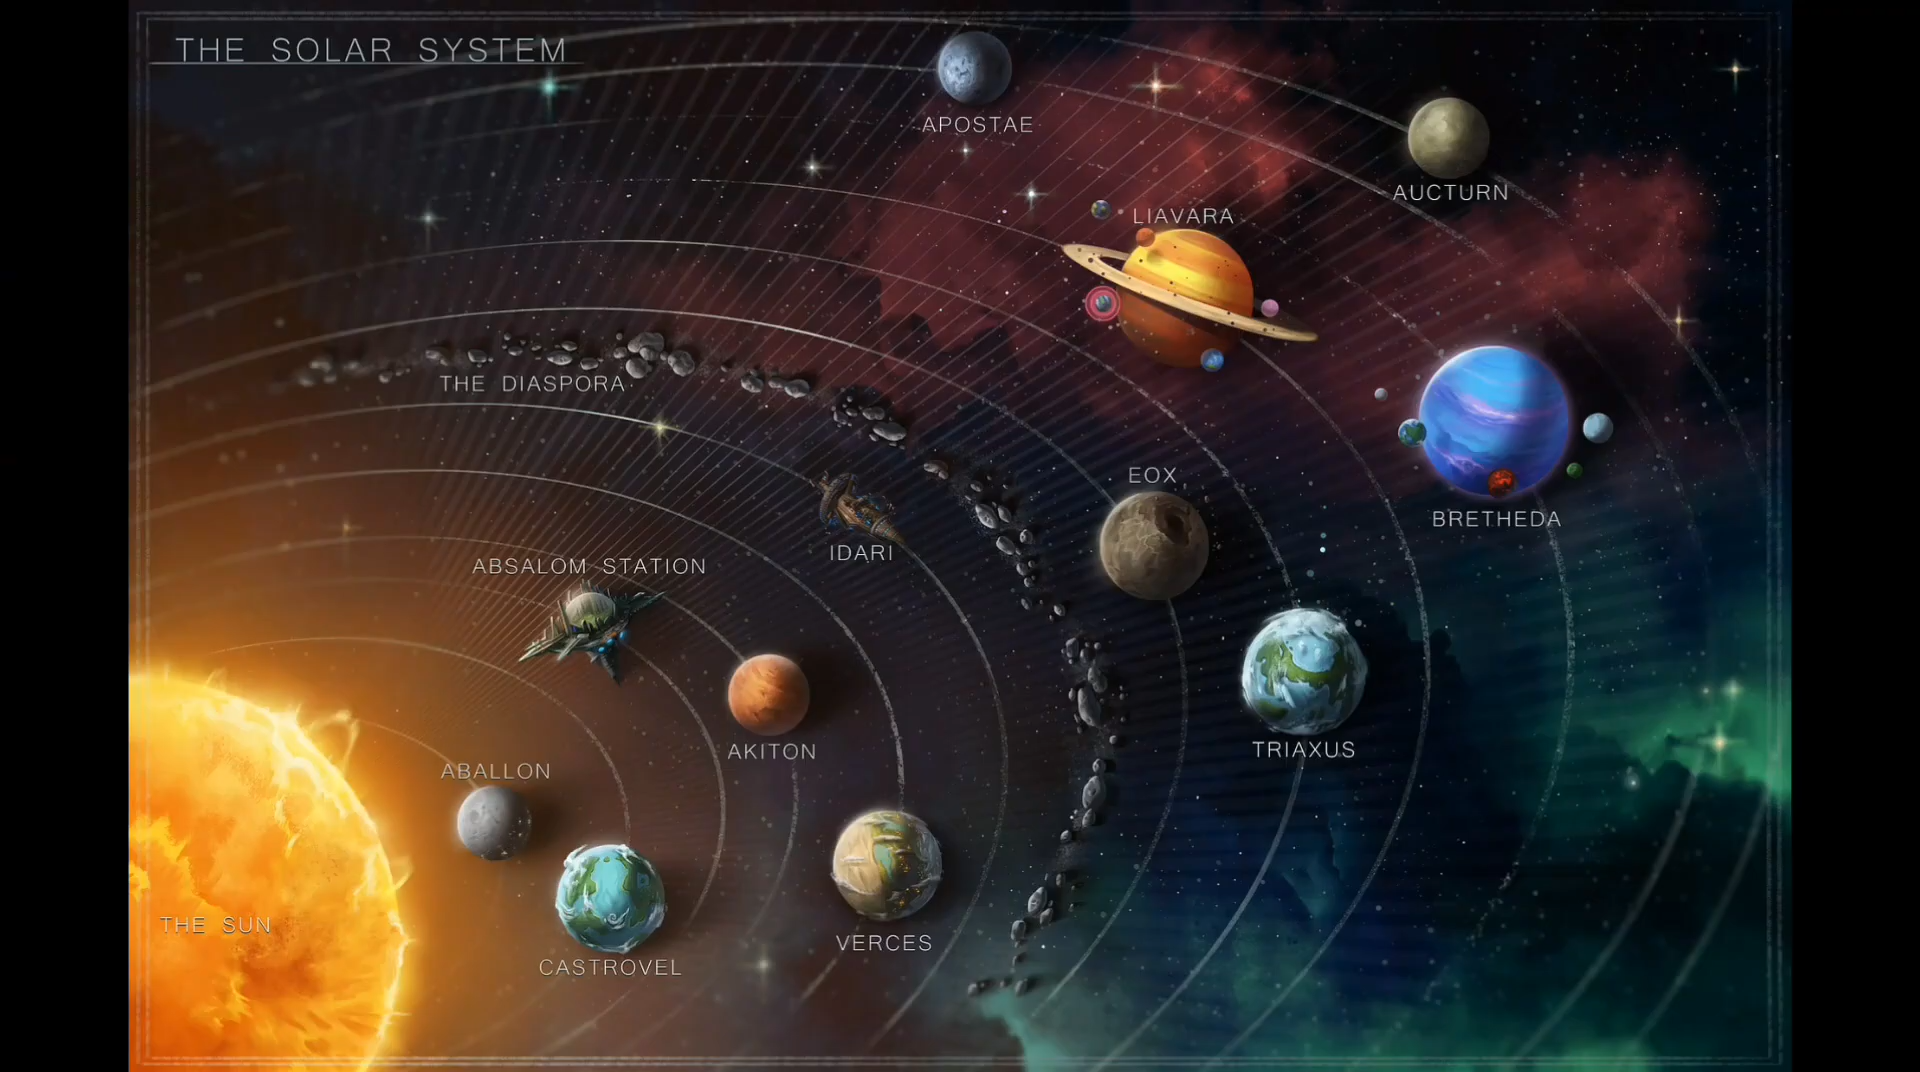 THE SOLAR SYSTEM
APOSTAE
AUCTURN
LIAVARA
THE DIASPORA
EOX
BRETHEDA
IDARI
ABSALOM STATION
TRIAXUS
AKITON
ABALLON
THE SUN
VERCES
CASTROVEL